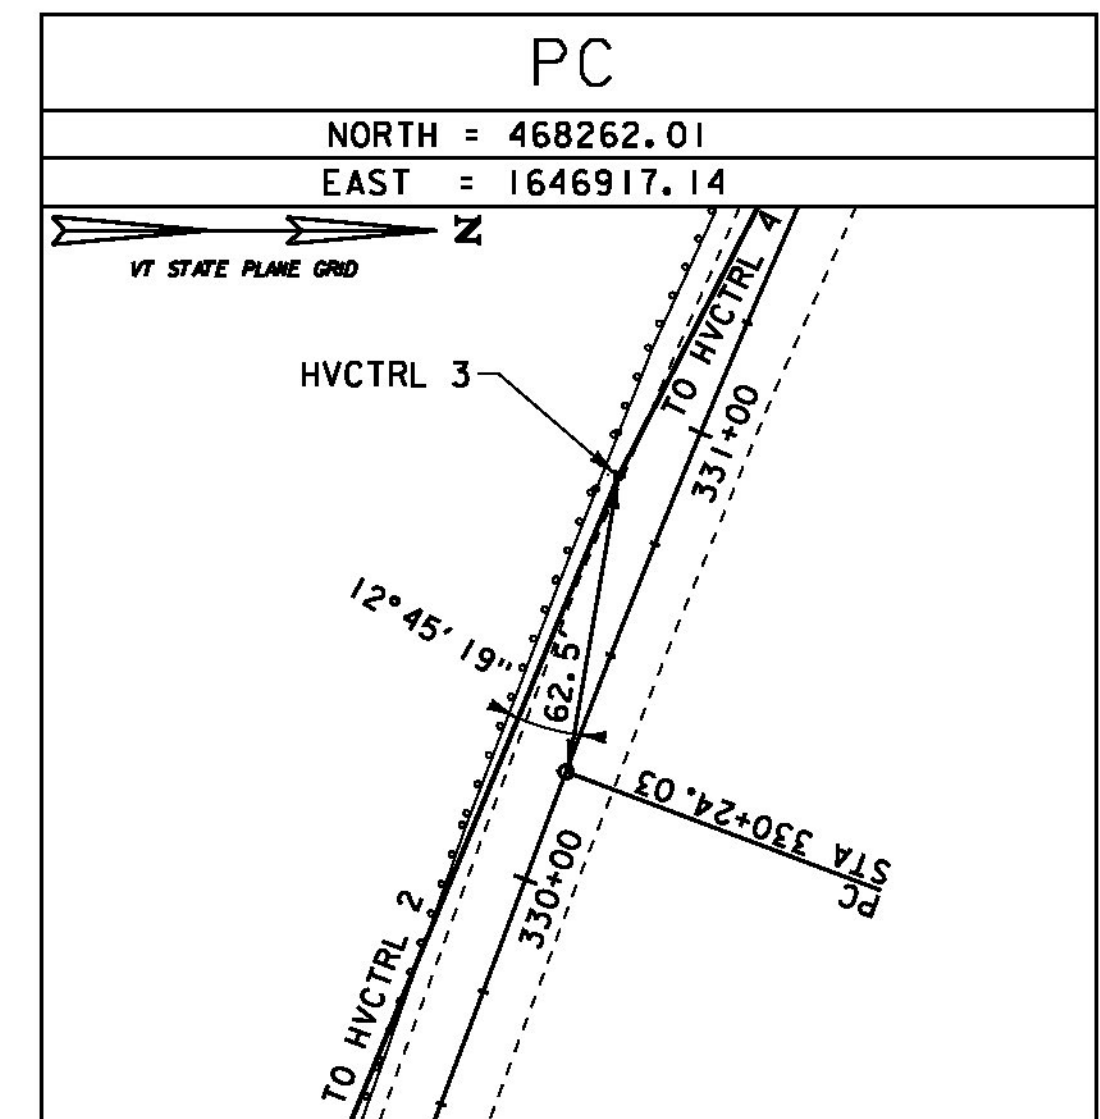 PC
NORTH = 468262.01
EAST = 1646917.14
N
VT STATE PLANE GRID
TO HVCTRL 4
HVCTRL 3
331+00
12°45' 19"
62.5'
STA 330+24.03
PC
330+00
TO HVCTRL 2